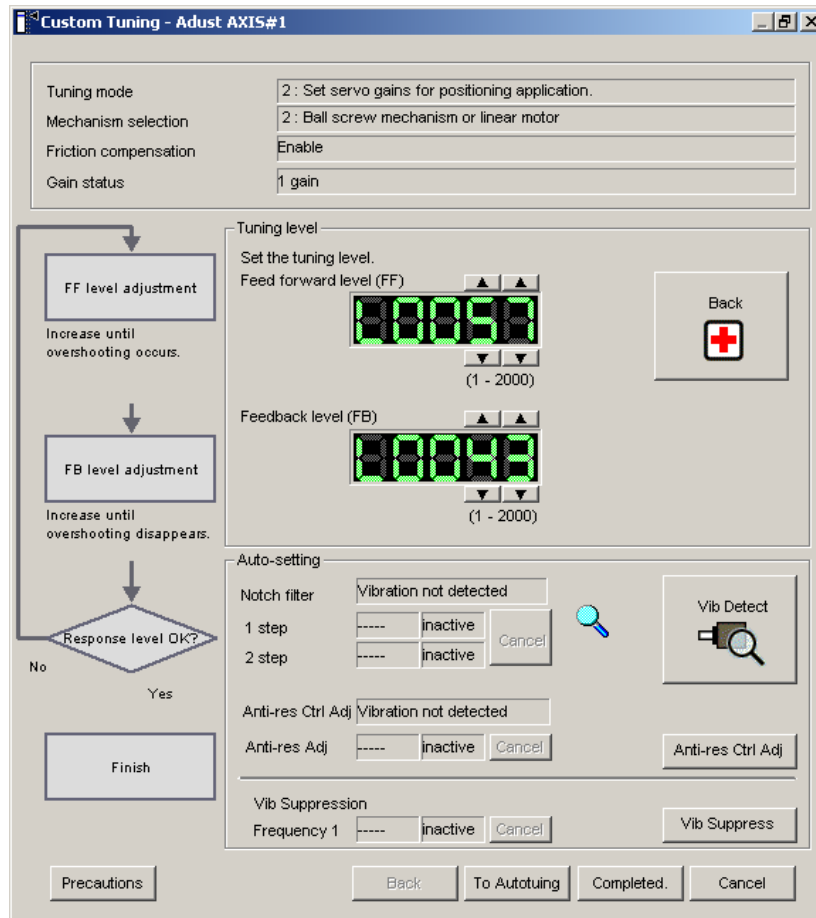 Custom Tuning - Adust AXIS#1
Tuning mode
2 : Set servo gains for positioning application.
Mechanism selection
2 : Ball screw mechanism or linear motor
Friction compensation
Enable
Gain status
1 gain
FF level adjustment
Increase until
overshooting occurs.
FB level adjustment
Increase until
overshooting disappears.
Response level OK?
No
Yes
Finish
Tuning level
Set the tuning level.
Feed forward level (FF)
L0057
(1 - 2000)
Back
Feedback level (FB)
L0043
(1 - 2000)
Auto-setting
Notch filter
Vibration not detected
1 step
-----
inactive
Cancel
2 step
-----
inactive
Vib Detect
Anti-res Ctrl Adj
Vibration not detected
Anti-res Adj
-----
inactive
Cancel
Anti-res Ctrl Adj
Vib Suppression
Frequency 1
-----
inactive
Cancel
Vib Suppress
Precautions
Back
To Autotuing
Completed.
Cancel